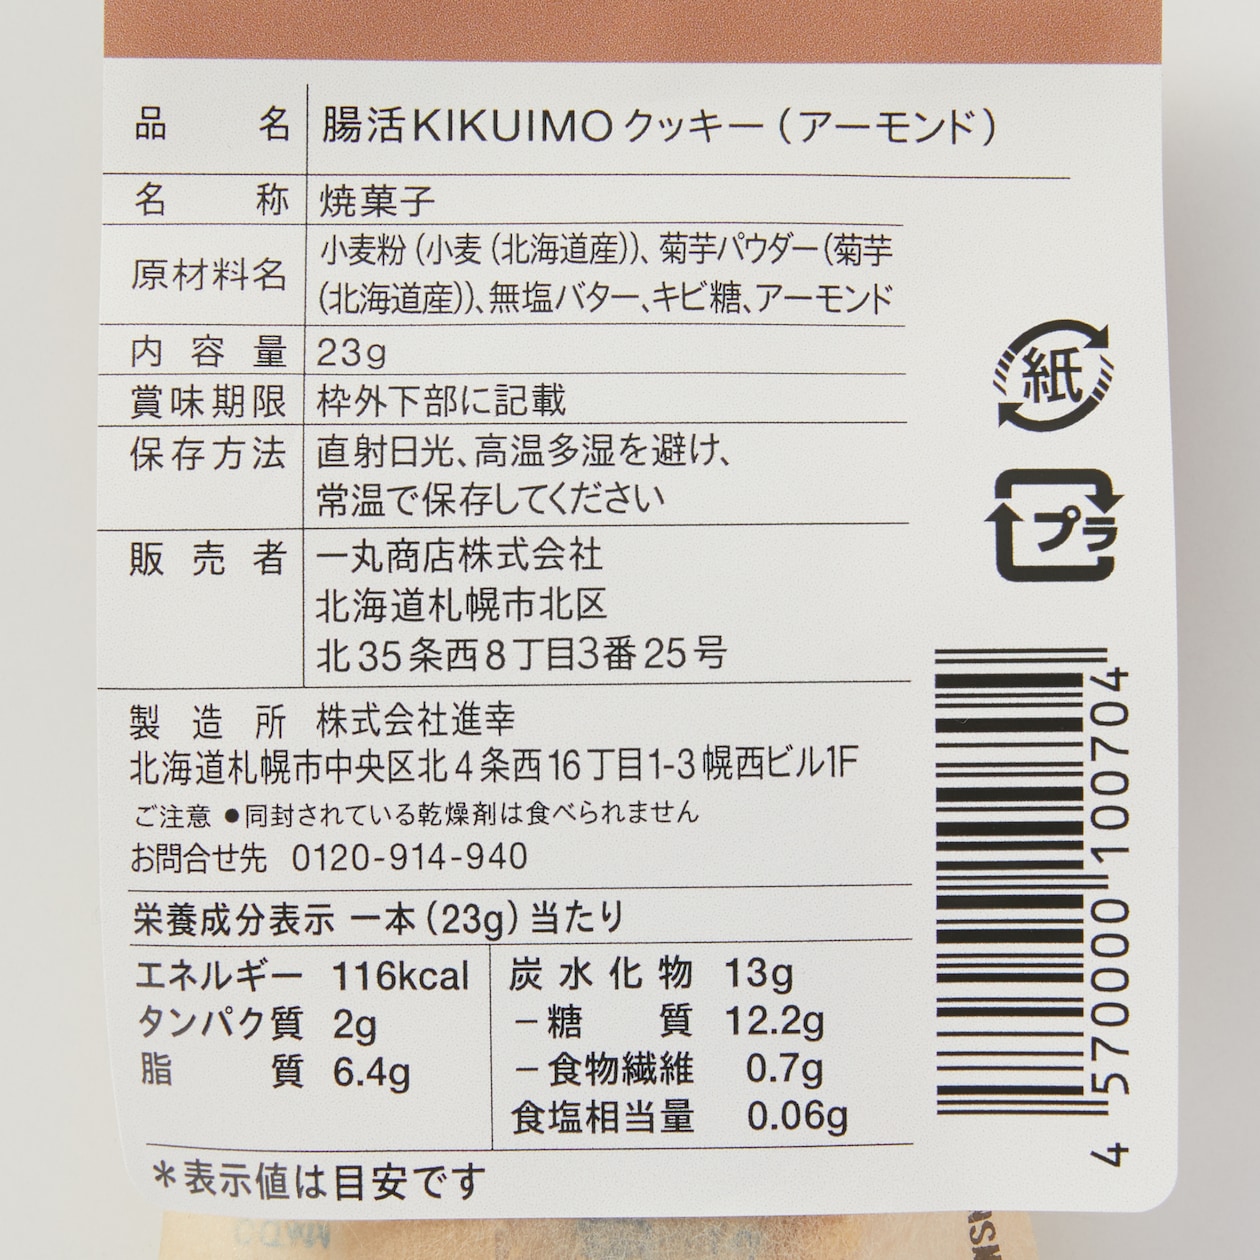 品名 腸活KIKUIMOクッキー（アーモンド）
名称 焼菓子
原材料名 小麦粉（小麦（北海道産））、菊芋パウダー（菊芋
（北海道産））、無塩バター、キビ糖、アーモンド
内容量 23g
賞味期限 枠外下部に記載
保存方法 直射日光、高温多湿を避け、
常温で保存してください
販売者 一丸商店株式会社
北海道札幌市北区
北35条西8丁目3番25号
製造所 株式会社進幸
北海道札幌市中央区北4条西16丁目1-3幌西ビル1F
ご注意 ●同封されている乾燥剤は食べられません
お問合せ先 0120-914-940
栄養成分表示 一本（23g）当たり
エネルギー 116kcal
タンパク質 2g
脂質 6.4g
炭水化物 13g
－糖質 12.2g
－食物繊維 0.7g
食塩相当量 0.06g
＊表示値は目安です
紙
プラ
4 570000 100704